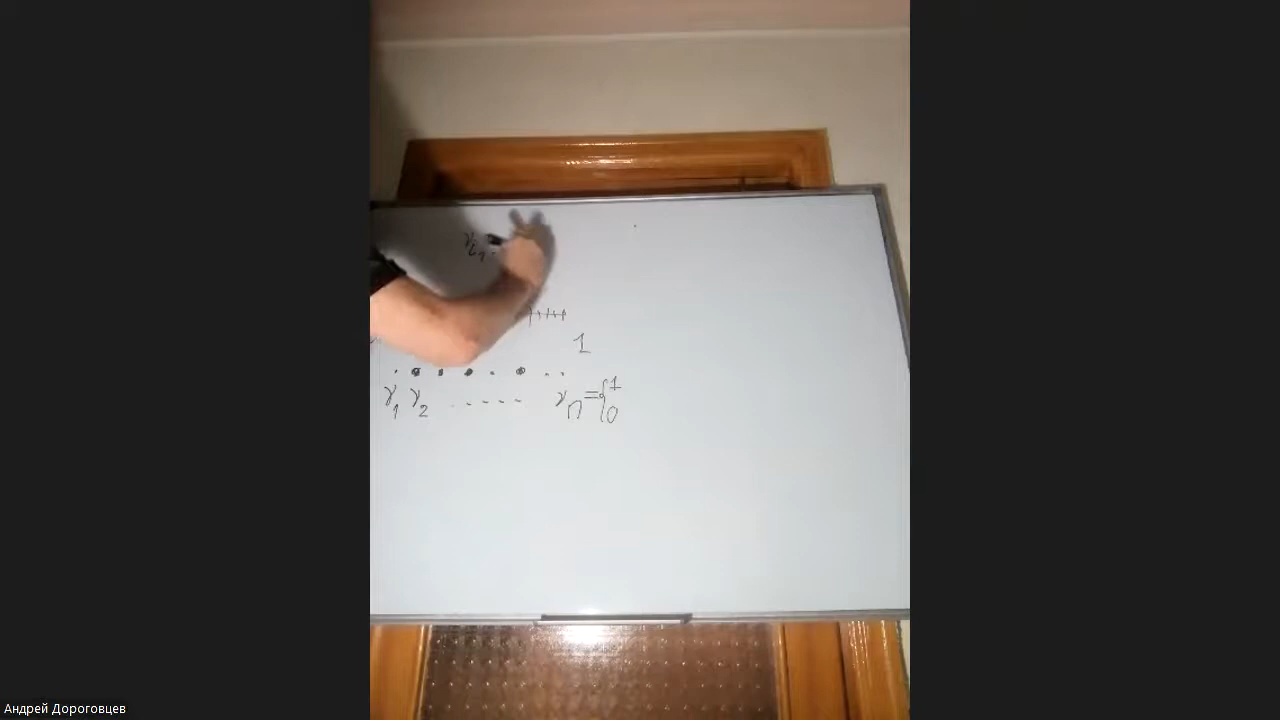 1
γ₁ γ₂ . - - - - - γₙ = { 1 0
Андрей Дороговцев